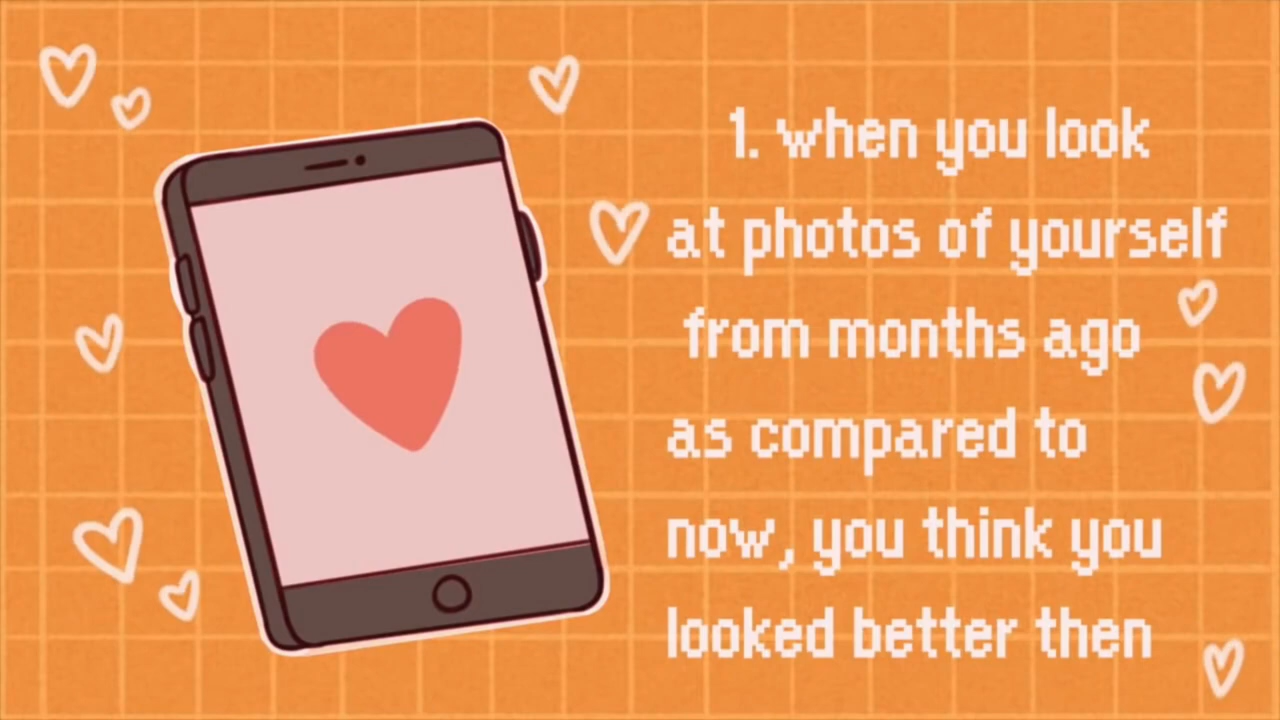 1. when you look
at photos of yourself
from months ago
as compared to
now, you think you
looked better then